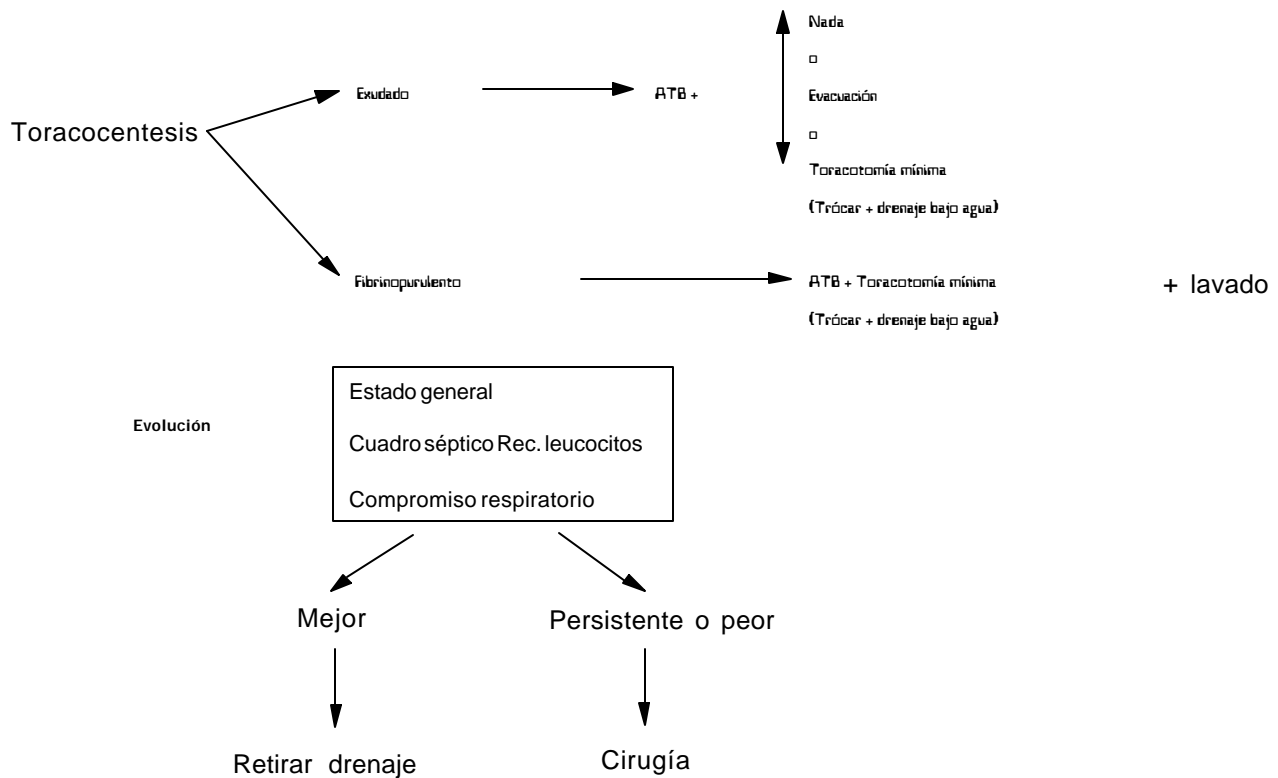 Nada
o
Exudado
ATB +
Evacuación
Toracocentesis
o
Toracotomía mínima
(Trócar + drenaje bajo agua)
Fibrinopurulento
ATB + Toracotomía mínima
+ lavado
(Trócar + drenaje bajo agua)
Estado general
Evolución
Cuadro séptico Rec. leucocitos
Compromiso respiratorio
Mejor
Persistente o peor
Retirar drenaje
Cirugía